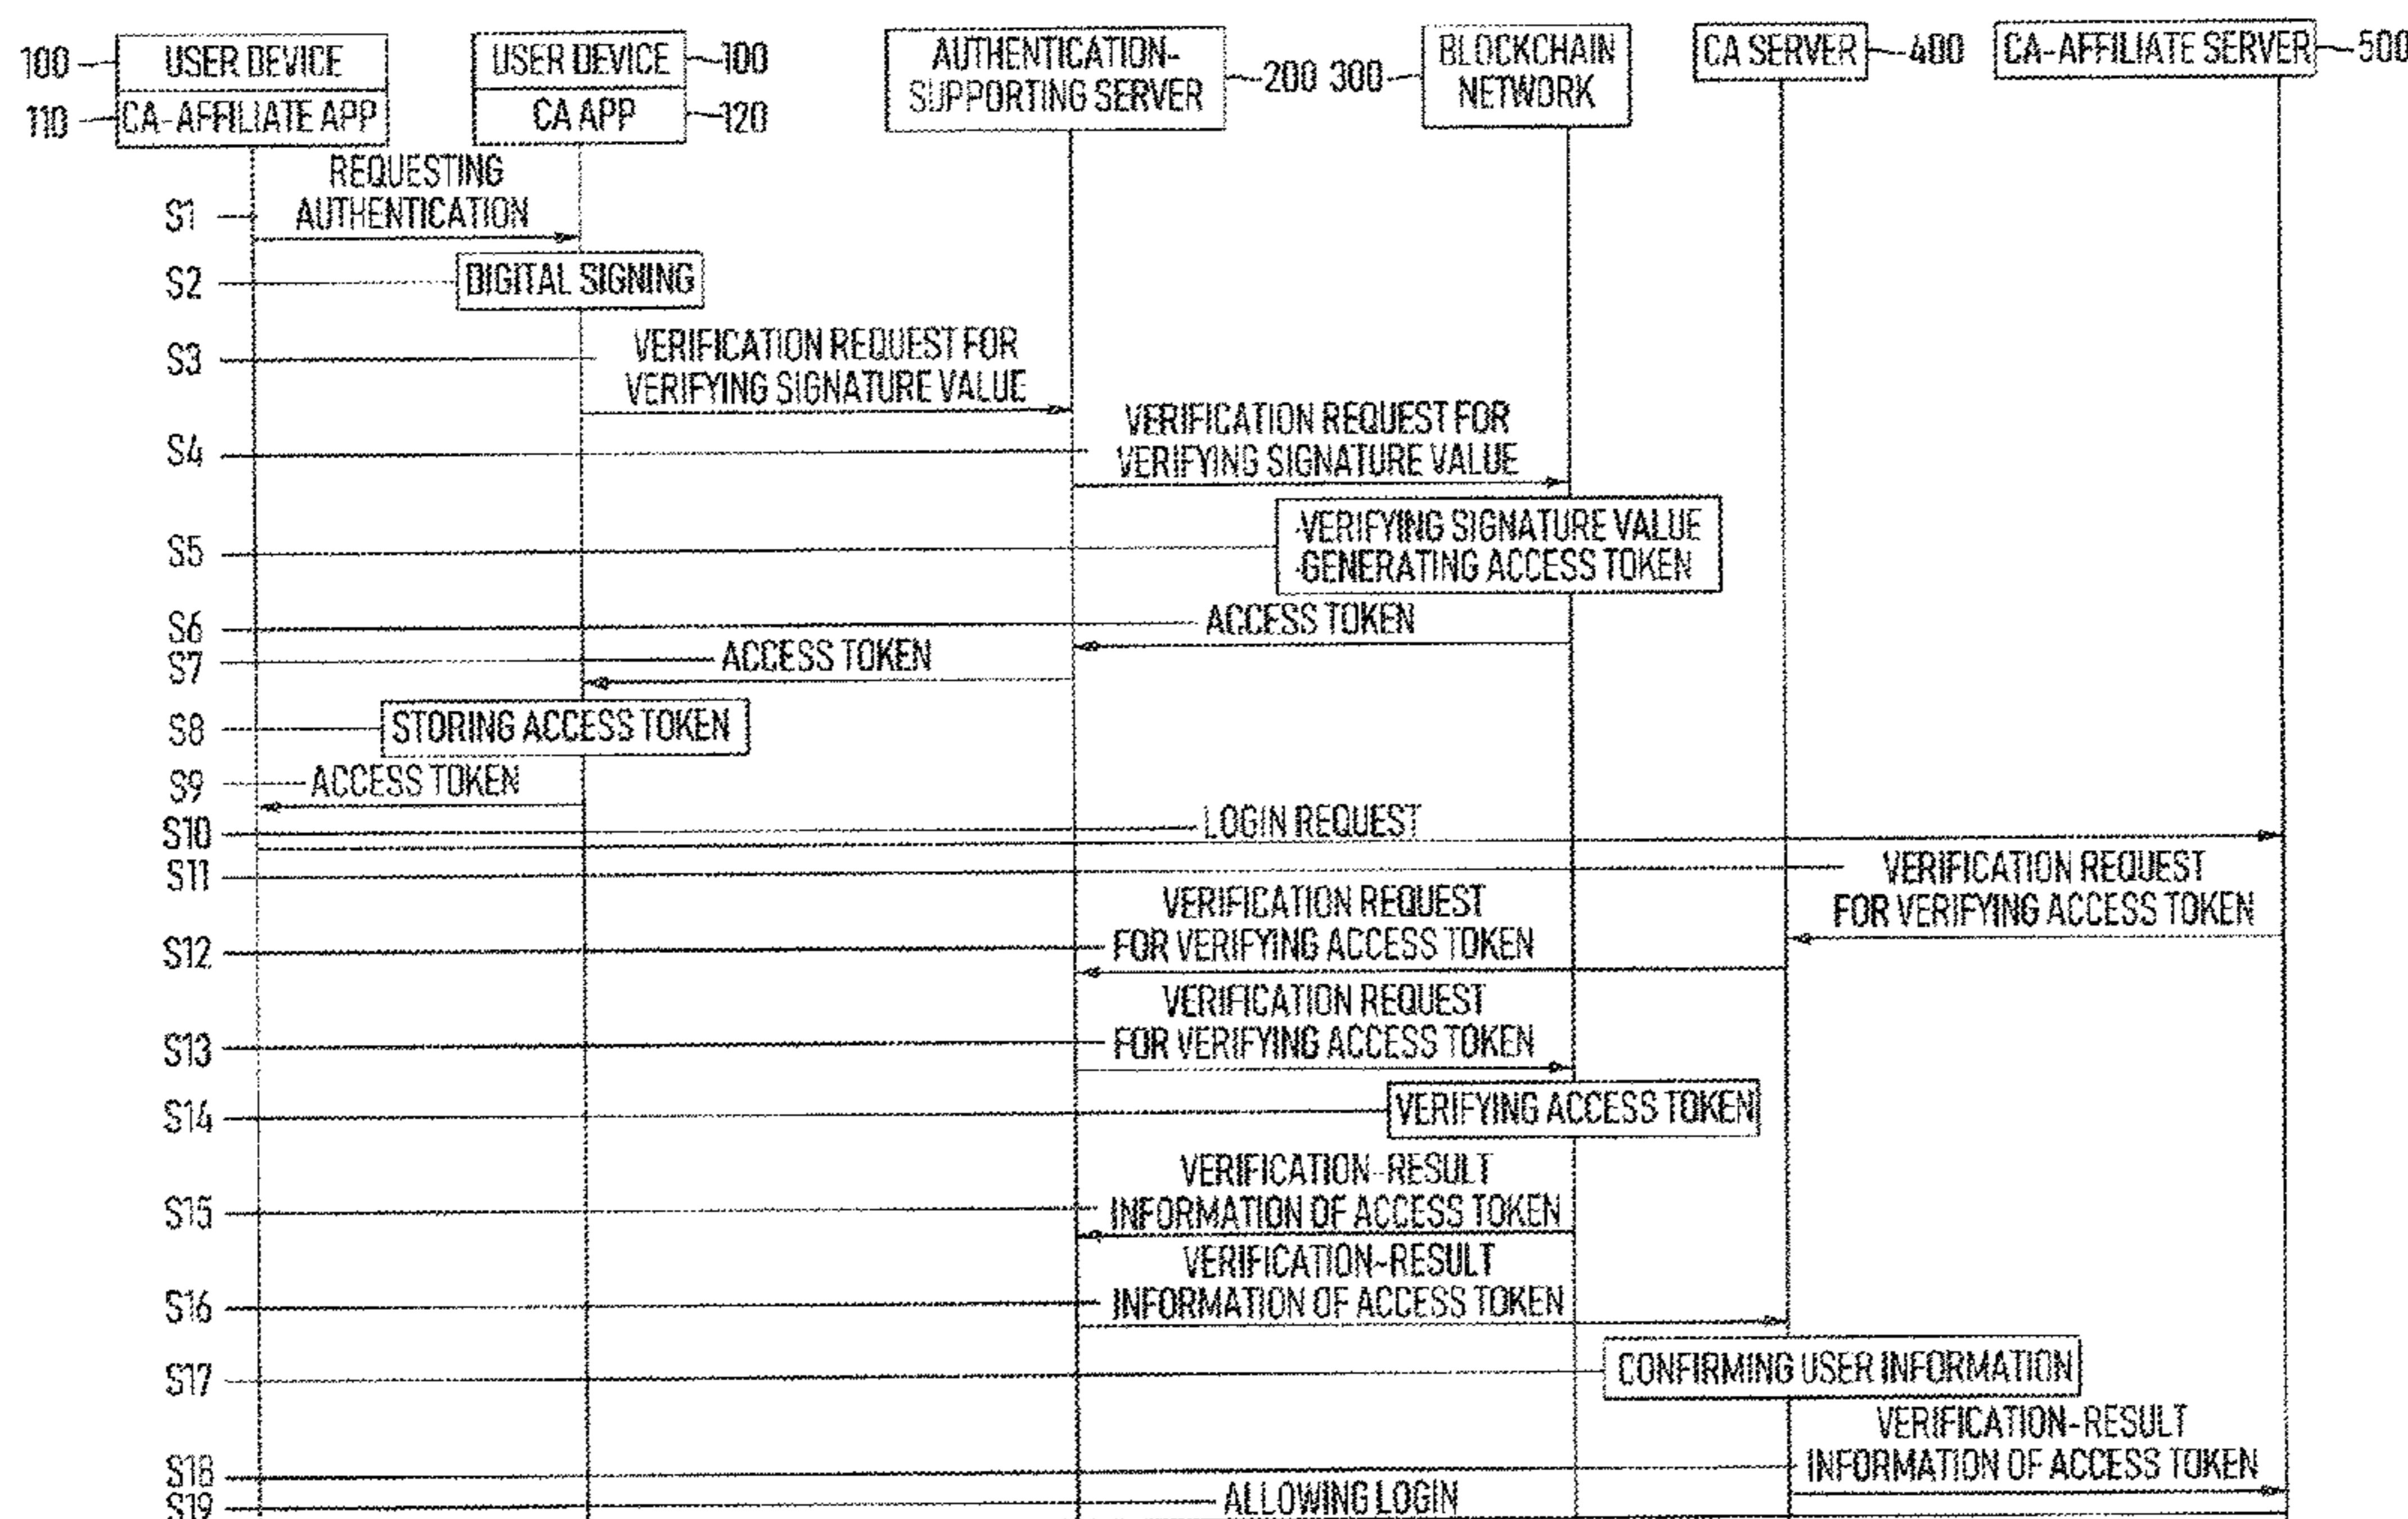 100
USER DEVICE
110
CA-AFFILIATE APP
USER DEVICE
100
CA APP
120
AUTHENTICATION-
SUPPORTING SERVER
200
300
BLOCKCHAIN
NETWORK
CA SERVER
400
CA-AFFILIATE SERVER
500
S1
REQUESTING
AUTHENTICATION
S2
DIGITAL SIGNING
S3
VERIFICATION REQUEST FOR
VERIFYING SIGNATURE VALUE
S4
VERIFICATION REQUEST FOR
VERIFYING SIGNATURE VALUE
S5
·VERIFYING SIGNATURE VALUE
·GENERATING ACCESS TOKEN
S6
ACCESS TOKEN
S7
ACCESS TOKEN
S8
STORING ACCESS TOKEN
S9
ACCESS TOKEN
S10
LOGIN REQUEST
S11
VERIFICATION REQUEST
FOR VERIFYING ACCESS TOKEN
S12
VERIFICATION REQUEST
FOR VERIFYING ACCESS TOKEN
S13
VERIFICATION REQUEST
FOR VERIFYING ACCESS TOKEN
S14
VERIFYING ACCESS TOKEN
S15
VERIFICATION-RESULT
INFORMATION OF ACCESS TOKEN
S16
VERIFICATION-RESULT
INFORMATION OF ACCESS TOKEN
S17
CONFIRMING USER INFORMATION
S18
VERIFICATION-RESULT
INFORMATION OF ACCESS TOKEN
S19
ALLOWING LOGIN